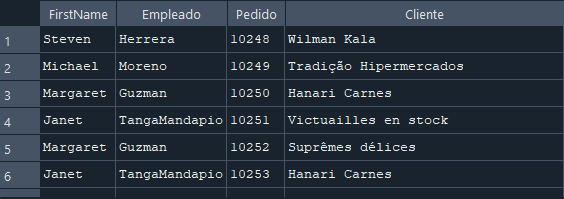 FirstName Empleado Pedido Cliente
1 Steven Herrera 10248 Wilman Kala
2 Michael Moreno 10249 Tradição Hipermercados
3 Margaret Guzman 10250 Hanari Carnes
4 Janet TangaMandapio 10251 Victuailles en stock
5 Margaret Guzman 10252 Suprêmes délices
6 Janet TangaMandapio 10253 Hanari Carnes